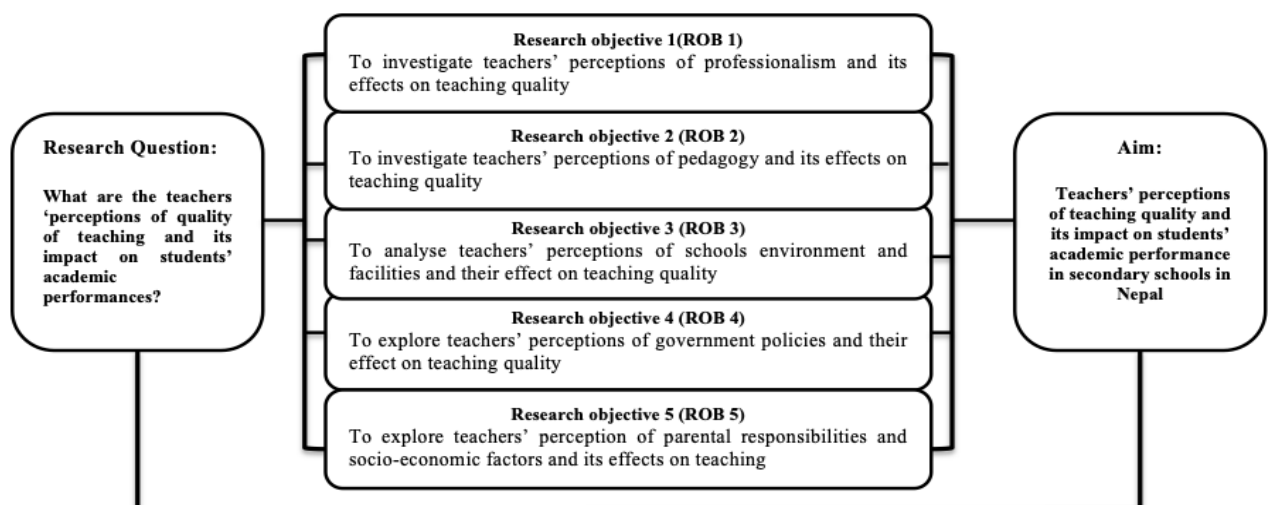 Research Question:
What are the teachers
‘perceptions of quality
of teaching and its
impact on students’
academic
performances?
Research objective 1(ROB 1)
To investigate teachers’ perceptions of professionalism and its
effects on teaching quality
Research objective 2 (ROB 2)
To investigate teachers’ perceptions of pedagogy and its effects on
teaching quality
Research objective 3 (ROB 3)
To analyse teachers’ perceptions of schools environment and
facilities and their effect on teaching quality
Research objective 4 (ROB 4)
To explore teachers’ perceptions of government policies and their
effect on teaching quality
Research objective 5 (ROB 5)
To explore teachers’ perception of parental responsibilities and
socio-economic factors and its effects on teaching
Aim:
Teachers’ perceptions
of teaching quality and
its impact on students’
academic performance
in secondary schools in
Nepal